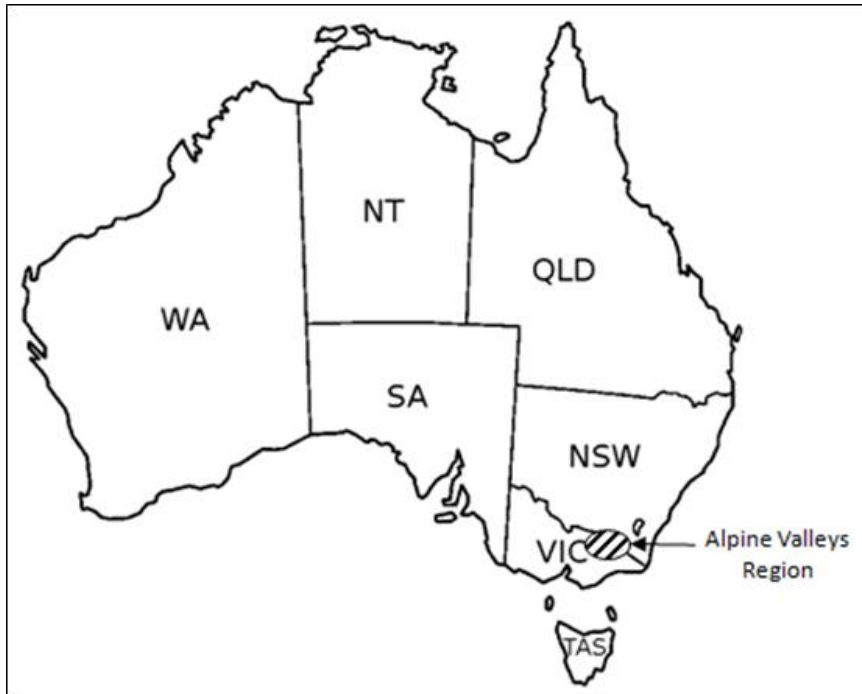 NT
QLD
WA
SA
NSW
VIC
Alpine Valleys
Region
TAS